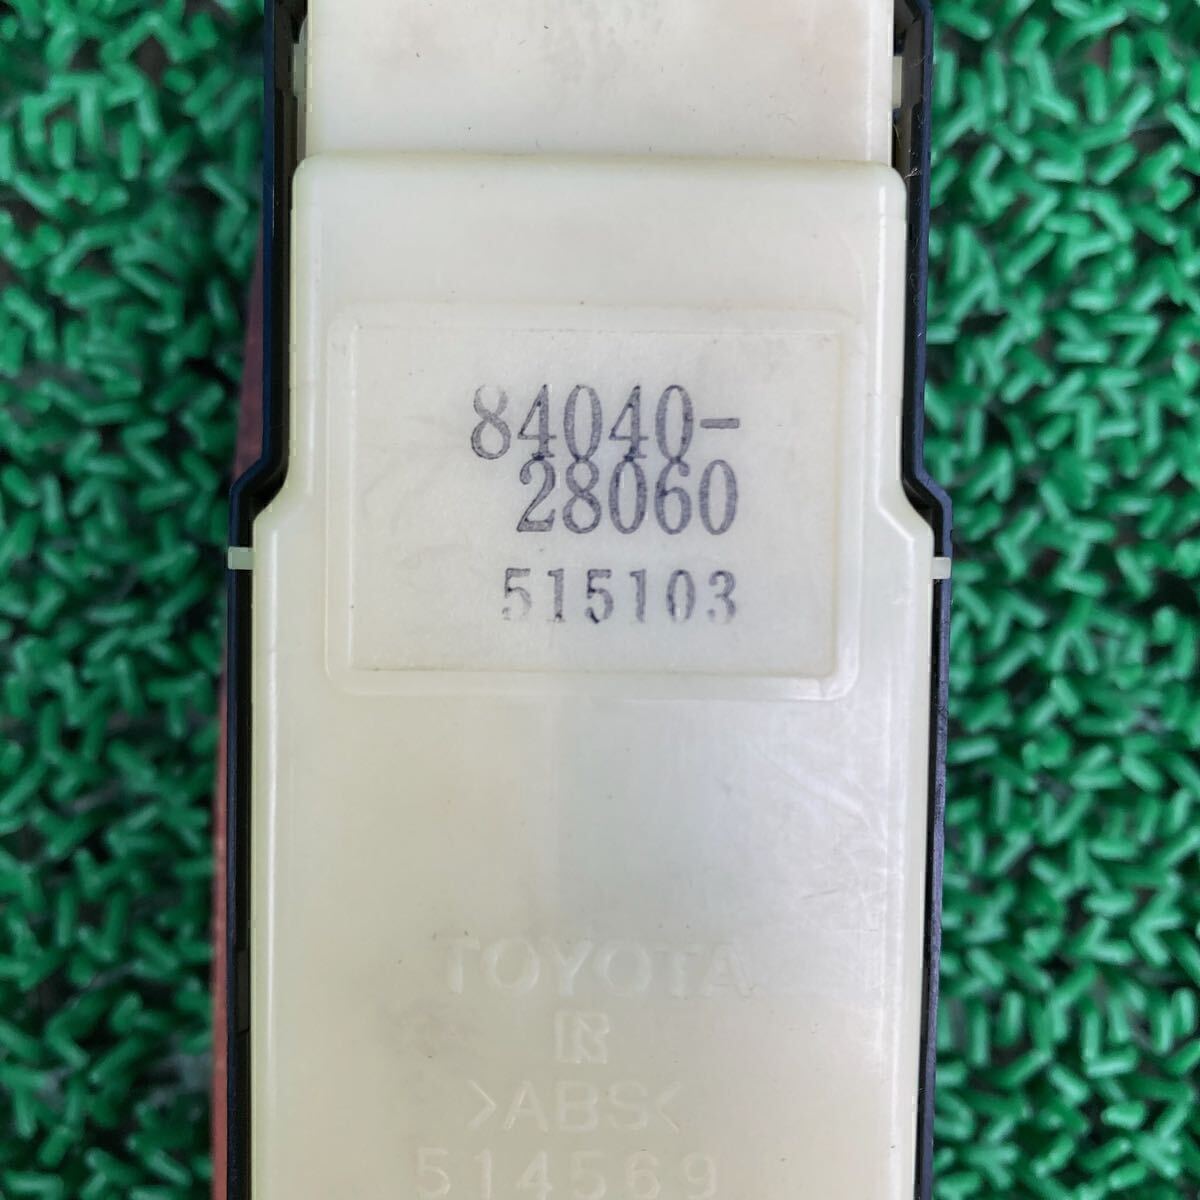 84040-
28060
515103
TOYOTA
R
>ABS<
514569